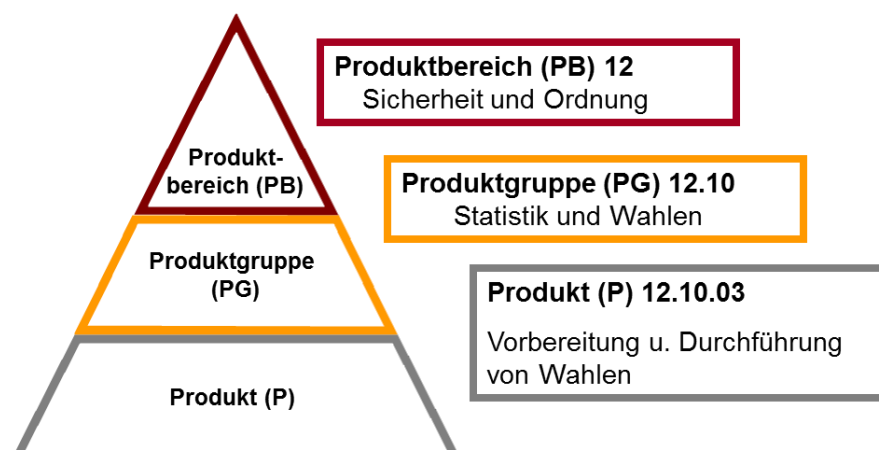 Produktbereich (PB) 12
Sicherheit und Ordnung
Produkt-
bereich (PB)
Produktgruppe (PG) 12.10
Statistik und Wahlen
Produktgruppe
(PG)
Produkt (P) 12.10.03
Vorbereitung u. Durchführung
von Wahlen
Produkt (P)